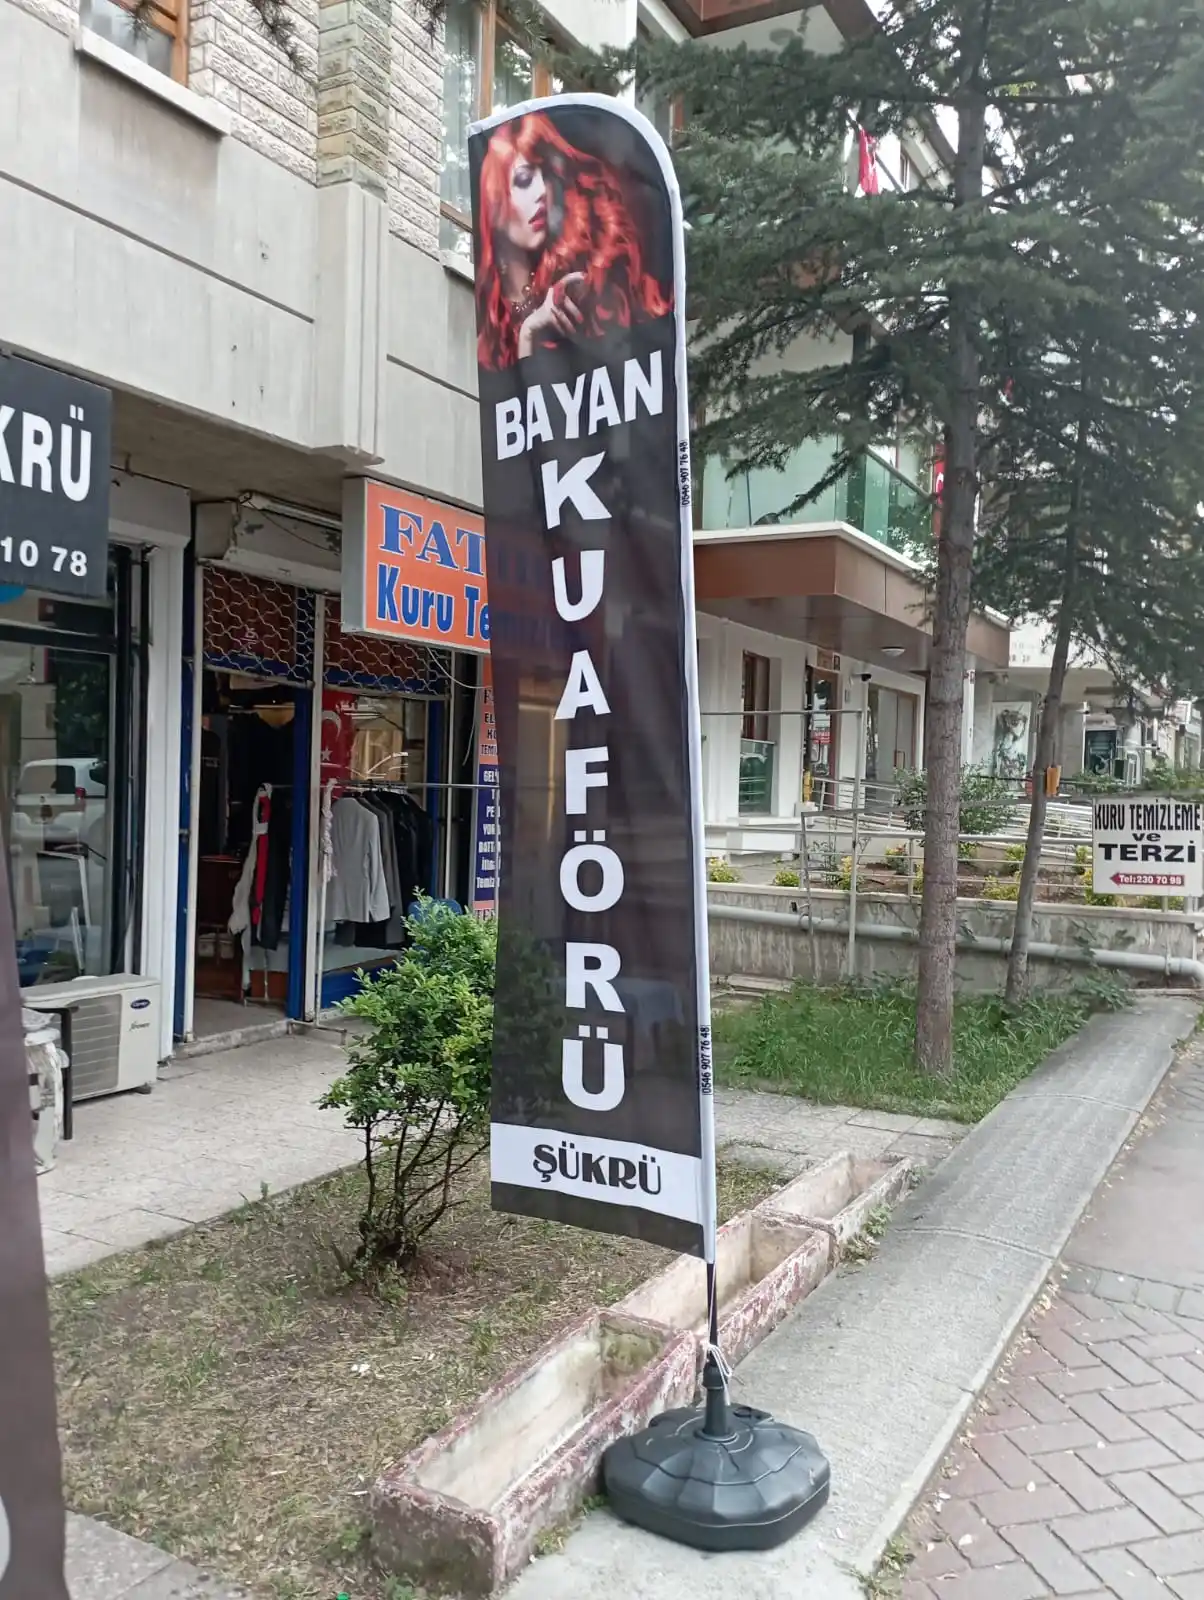 BAYAN
KUAFÖRÜ
ŞÜKRÜ
0546 907 76 48
0546 907 76 48
KRÜ
10 78
FAT
Kuru Te
KURU TEMİZLEME
ve
TERZİ
Tel: 230 70 98